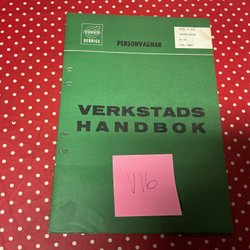 VOLVO
SERVICE
PERSONVAGNAR
VERKSTADS
HANDBOK
V16